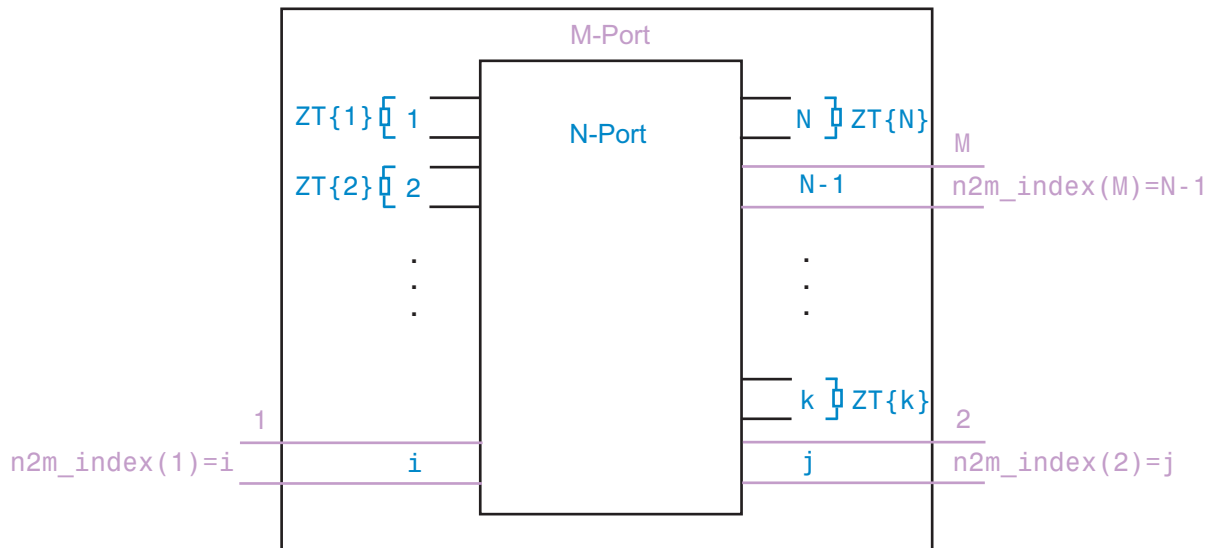 M-Port
ZT{1} 1
N ZT{N}
N-Port
M
ZT{2} 2
N-1
n2m_index(M)=N-1
.
.
.
.
.
.
k ZT{k}
1
2
n2m_index(1)=i
i
j
n2m_index(2)=j